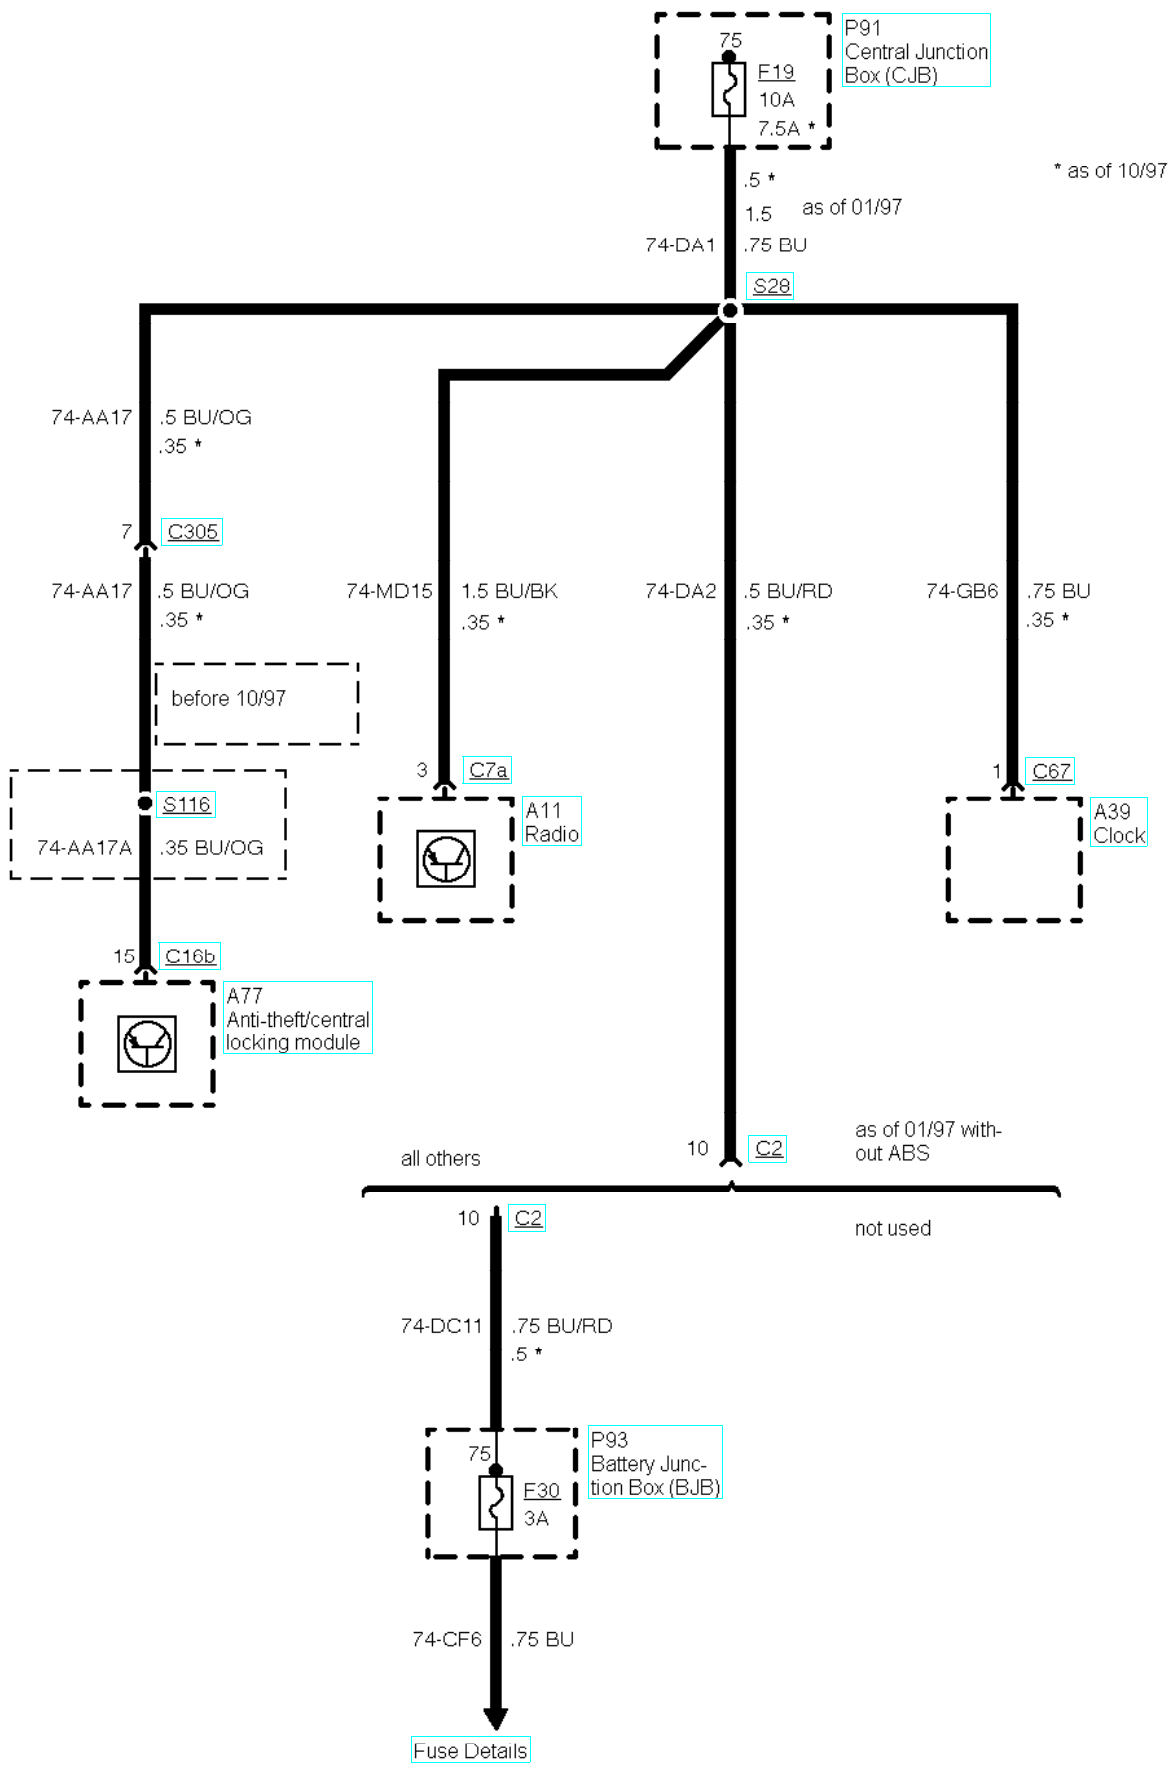 P91
Central Junction
Box (CJB)
75
F19
10A
7.5A *
* as of 10/97
.5 *
1.5 as of 01/97
74-DA1 .75 BU
S28
74-AA17 .5 BU/OG
.35 *
7 C305
74-AA17 .5 BU/OG
.35 *
74-MD15 1.5 BU/BK
.35 *
74-DA2 .5 BU/RD
.35 *
74-GB6 .75 BU
.35 *
before 10/97
S116
74-AA17A .35 BU/OG
3 C7a
A11
Radio
1 C67
A39
Clock
15 C16b
A77
Anti-theft/central
locking module
10 C2
as of 01/97 with-
out ABS
all others
10 C2
not used
74-DC11 .75 BU/RD
.5 *
P93
Battery Junc-
tion Box (BJB)
75
F30
3A
74-CF6 .75 BU
Fuse Details